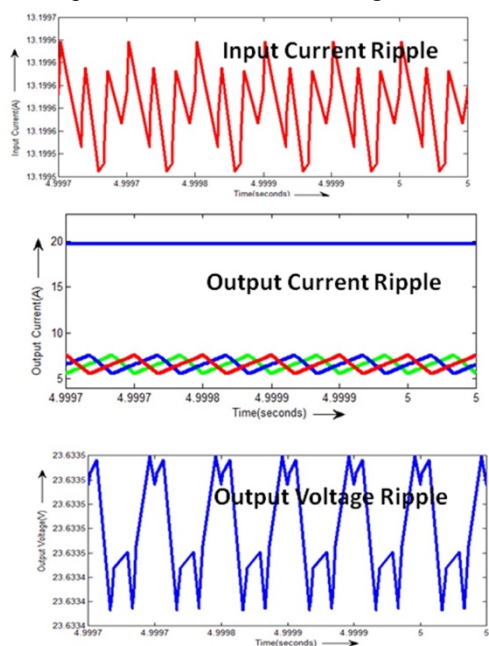 Input Current Ripple
13.1997
13.1996
13.1996
13.1996
13.1996
13.1995
13.1995
Input Current(A)
4.9997 4.9997 4.9998 4.9999 4.9999 5 5
Time(seconds)
Output Current Ripple
20
15
10
5
Output Current(A)
4.9997 4.9997 4.9998 4.9999 4.9999 5 5
Time(seconds)
Output Voltage Ripple
23.6335
23.6335
23.6335
23.6335
23.6334
23.6334
23.6334
Output Voltage(V)
4.9997 4.9997 4.9998 4.9999 4.9999 5 5
Time(seconds)